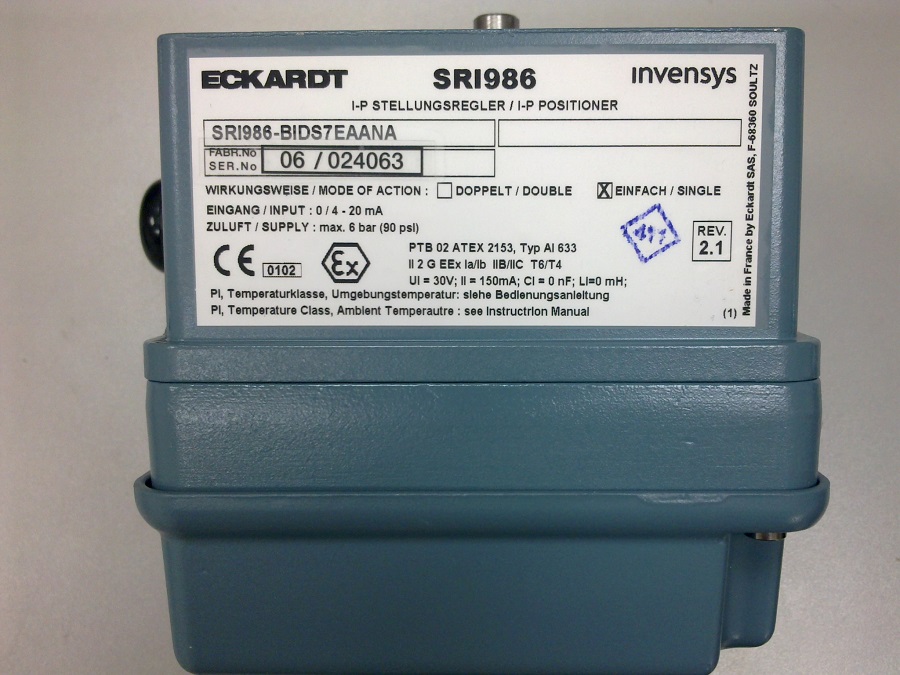 ECKARDT SRI986 invensys
I-P STELLUNGSREGLER / I-P POSITIONER
SRI986-BIDS7EAANA
FABR.No
SER.No 06 / 024063
WIRKUNGSWEISE / MODE OF ACTION : DOPPELT / DOUBLE X EINFACH / SINGLE
EINGANG / INPUT : 0 / 4 - 20 mA
ZULUFT / SUPPLY : max. 6 bar (90 psi)
REV.
2.1
CE 0102 Ex
PTB 02 ATEX 2153, Typ AI 633
II 2 G EEx Ia/Ib IIB/IIC T6/T4
UI = 30V; II = 150mA; CI = 0 nF; LI=0 mH;
PI, Temperaturklasse, Umgebungstemperatur: siehe Bedienungsanleitung
PI, Temperature Class, Ambient Temperautre : see Instructrion Manual
(1)
Made in France by Eckardt SAS, F-68360 SOULTZ